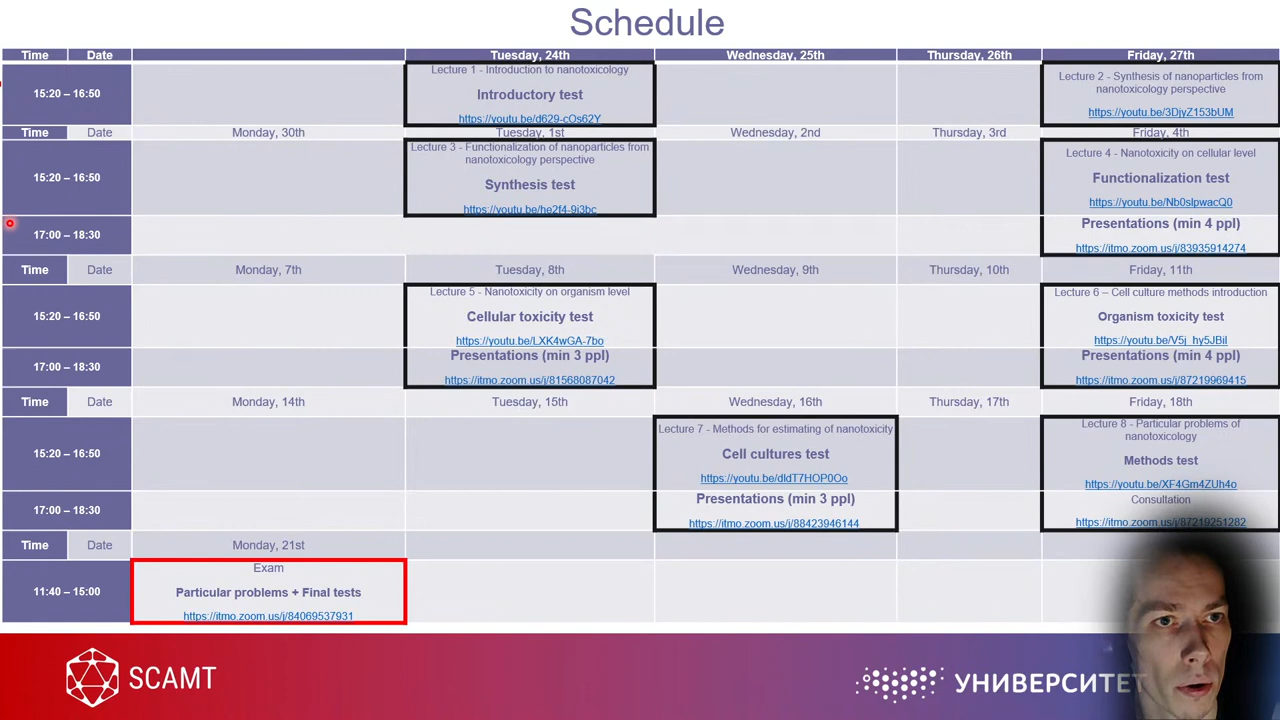 Schedule
Time Date Tuesday, 24th Wednesday, 25th Thursday, 26th Friday, 27th
15:20 – 16:50
Lecture 1 - Introduction to nanotoxicology
Introductory test
https://youtu.be/d629-cOs62Y
Lecture 2 - Synthesis of nanoparticles from
nanotoxicology perspective
https://youtu.be/3DjyZ153bUM
Time Date Monday, 30th Tuesday, 1st Wednesday, 2nd Thursday, 3rd Friday, 4th
15:20 – 16:50
Lecture 3 - Functionalization of nanoparticles from
nanotoxicology perspective
Synthesis test
https://youtu.be/he2f4-9i3bc
Lecture 4 - Nanotoxicity on cellular level
Functionalization test
https://youtu.be/Nb0slpwacQ0
17:00 – 18:30
Presentations (min 4 ppl)
https://itmo.zoom.us/j/83935914274
Time Date Monday, 7th Tuesday, 8th Wednesday, 9th Thursday, 10th Friday, 11th
15:20 – 16:50
Lecture 5 - Nanotoxicity on organism level
Cellular toxicity test
https://youtu.be/LXK4wGA-7bo
Lecture 6 – Cell culture methods introduction
Organism toxicity test
https://youtu.be/V5j_hy5JBiI
17:00 – 18:30
Presentations (min 3 ppl)
https://itmo.zoom.us/j/81568087042
Presentations (min 4 ppl)
https://itmo.zoom.us/j/87219969415
Time Date Monday, 14th Tuesday, 15th Wednesday, 16th Thursday, 17th Friday, 18th
15:20 – 16:50
Lecture 7 - Methods for estimating of nanotoxicity
Cell cultures test
https://youtu.be/dldT7HOP0Oo
Lecture 8 - Particular problems of
nanotoxicology
Methods test
https://youtu.be/XF4Gm4ZUh4o
17:00 – 18:30
Presentations (min 3 ppl)
https://itmo.zoom.us/j/88423946144
Consultation
https://itmo.zoom.us/j/87219251282
Time Date Monday, 21st
11:40 – 15:00
Exam
Particular problems + Final tests
https://itmo.zoom.us/j/84069537931
SCAMT
УНИВЕРСИТЕТ